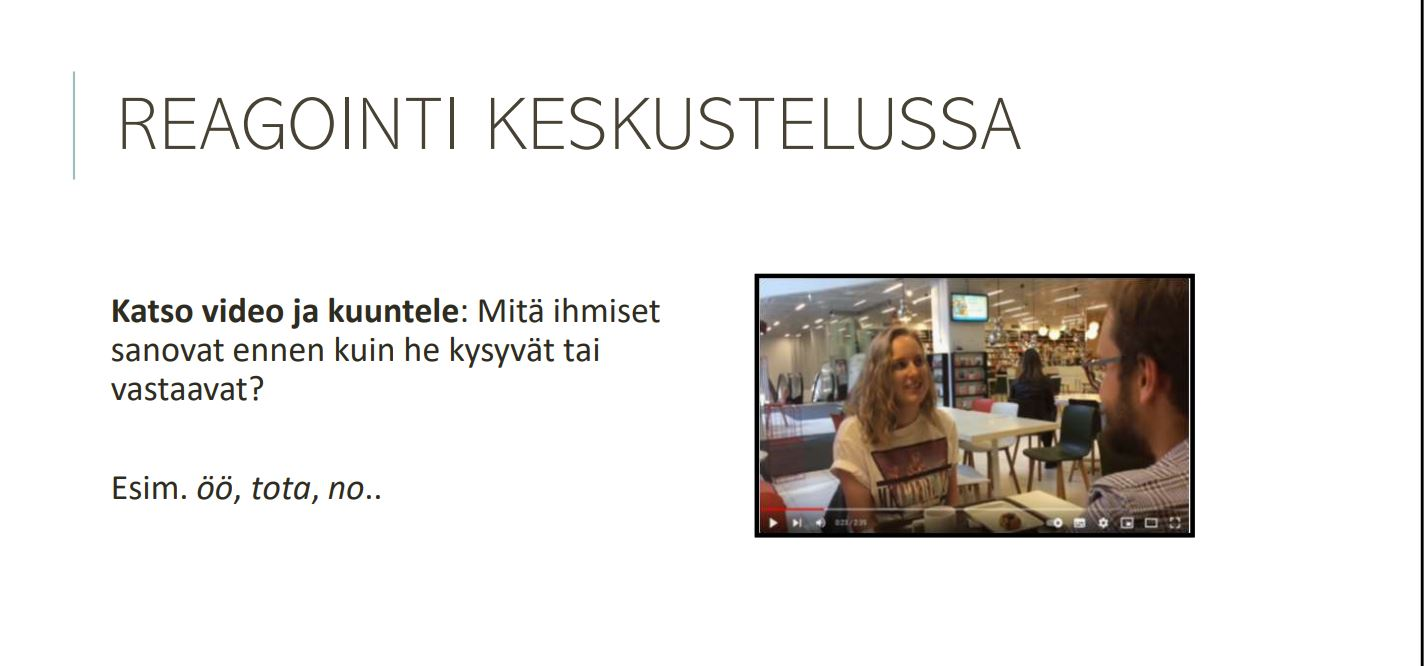 REAGOINTI KESKUSTELUSSA
Katso video ja kuuntele: Mitä ihmiset
sanovat ennen kuin he kysyvät tai
vastaavat?
Esim. öö, tota, no..